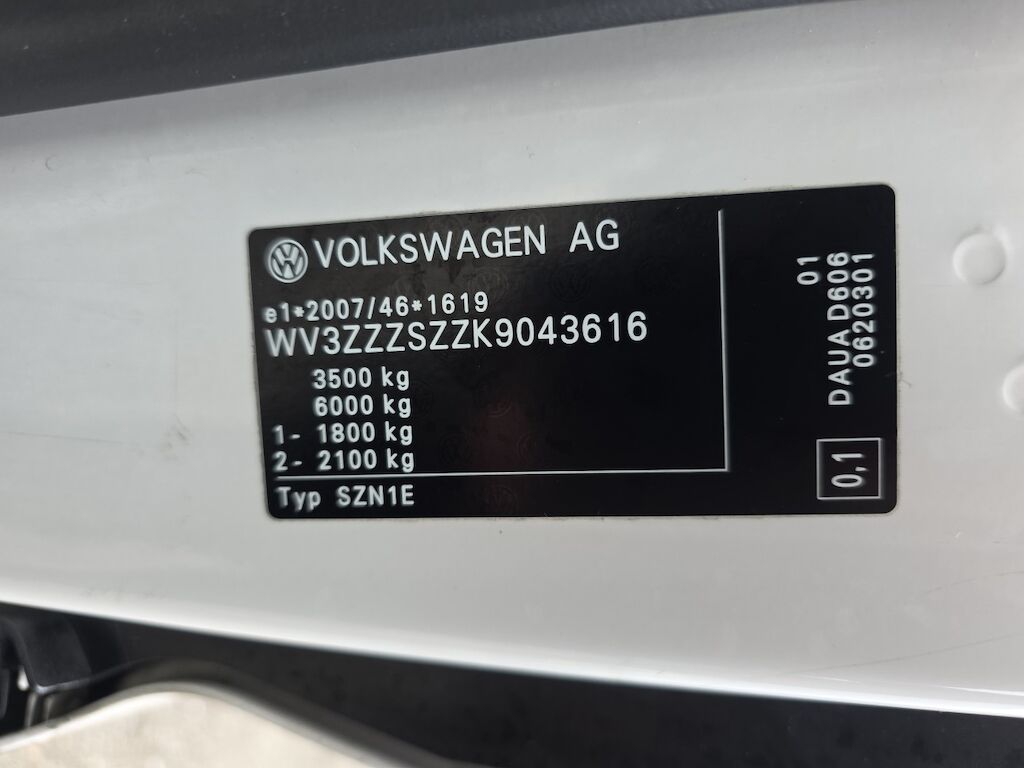 VOLKSWAGEN AG
e1*2007/46*1619
WV3ZZZSZZK9043616
3500 kg
6000 kg
1- 1800 kg
2- 2100 kg
Typ SZN1E
01
DAUA D606
0620301
0,1